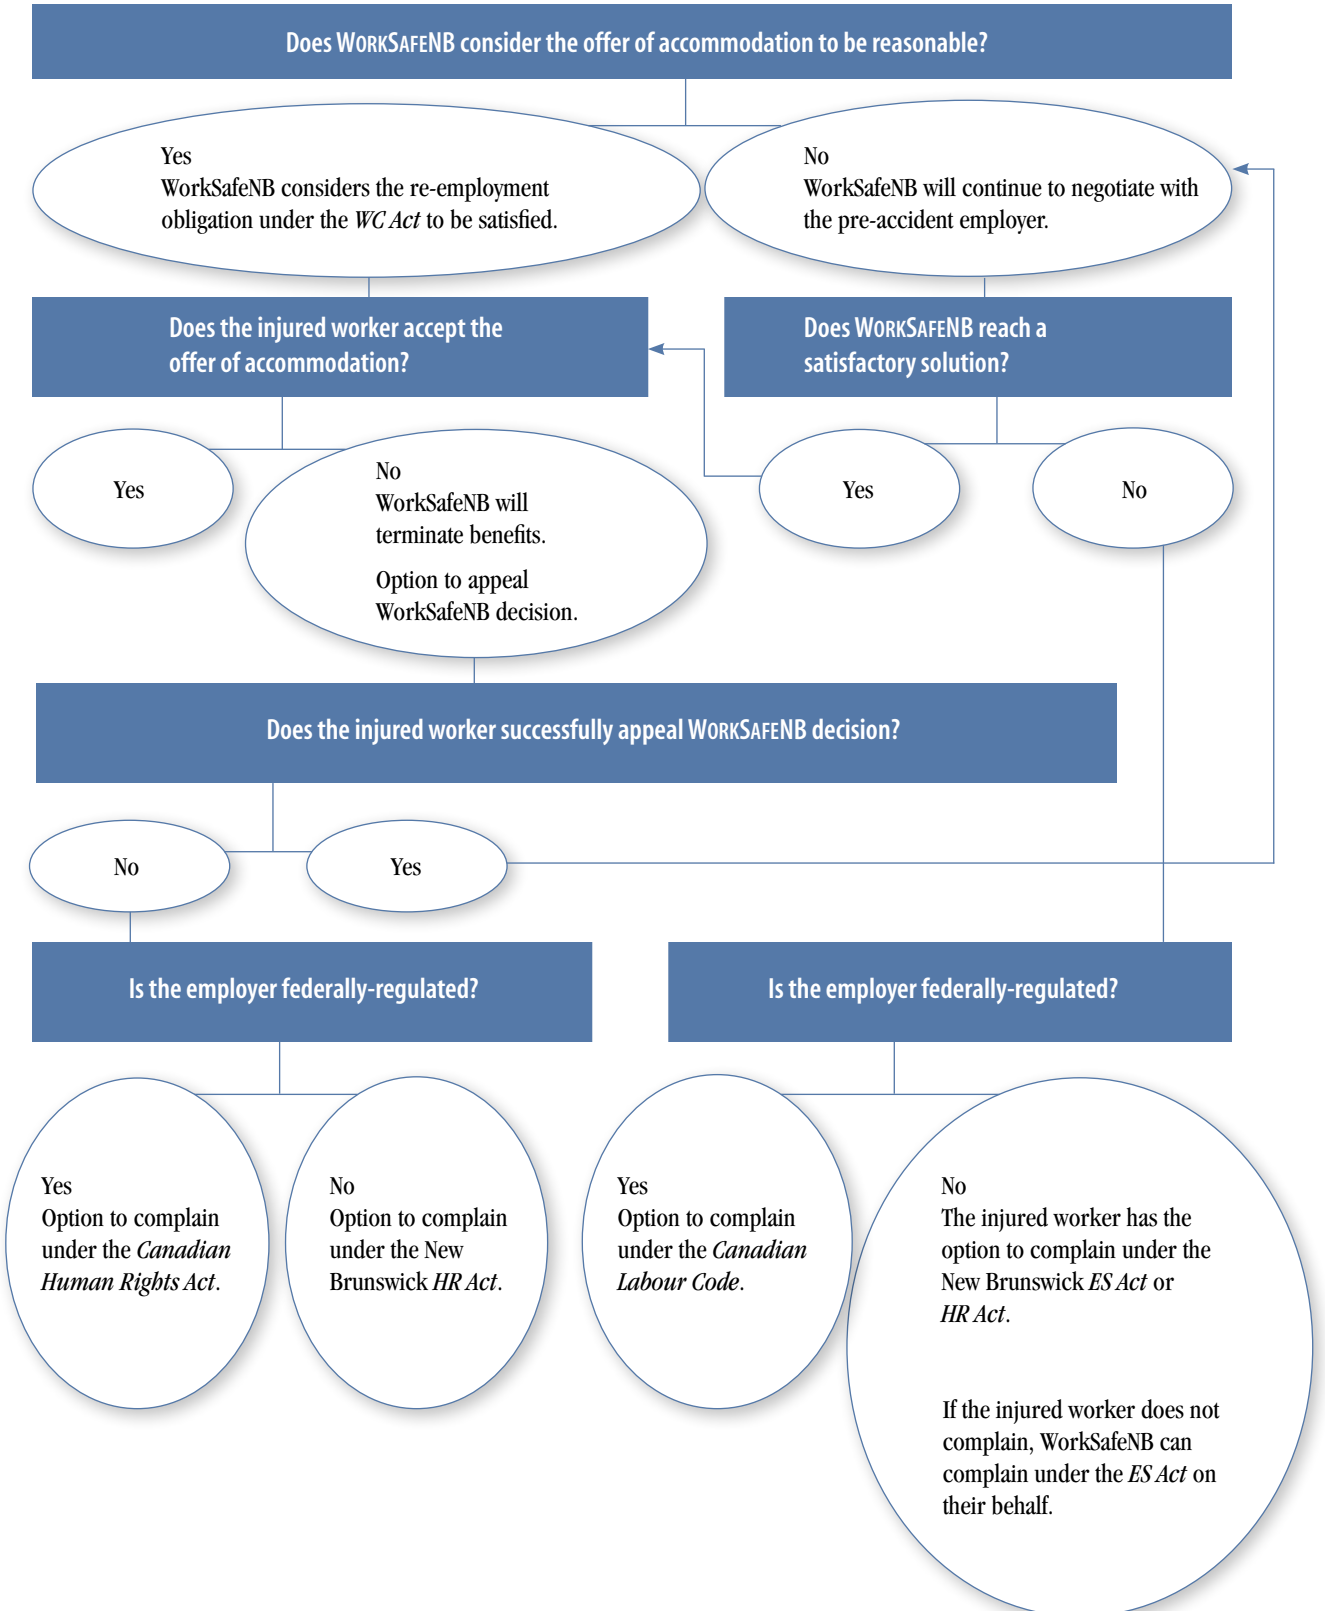 Does WORKSAFENB consider the offer of accommodation to be reasonable?
Yes
WorkSafeNB considers the re-employment
obligation under the WC Act to be satisfied.
No
WorkSafeNB will continue to negotiate with
the pre-accident employer.
Does the injured worker accept the
offer of accommodation?
Does WORKSAFENB reach a
satisfactory solution?
Yes
No
WorkSafeNB will
terminate benefits.
Option to appeal
WorkSafeNB decision.
Yes
No
Does the injured worker successfully appeal WORKSAFENB decision?
No
Yes
Is the employer federally-regulated?
Is the employer federally-regulated?
Yes
Option to complain
under the Canadian
Human Rights Act.
No
Option to complain
under the New
Brunswick HR Act.
Yes
Option to complain
under the Canadian
Labour Code.
No
The injured worker has the
option to complain under the
New Brunswick ES Act or
HR Act.
If the injured worker does not
complain, WorkSafeNB can
complain under the ES Act on
their behalf.